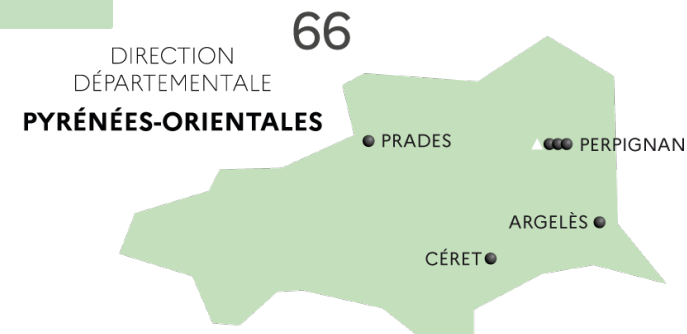 66
DIRECTION
DÉPARTEMENTALE
PYRÉNÉES-ORIENTALES
PRADES
PERPIGNAN
ARGELÈS
CÉRET